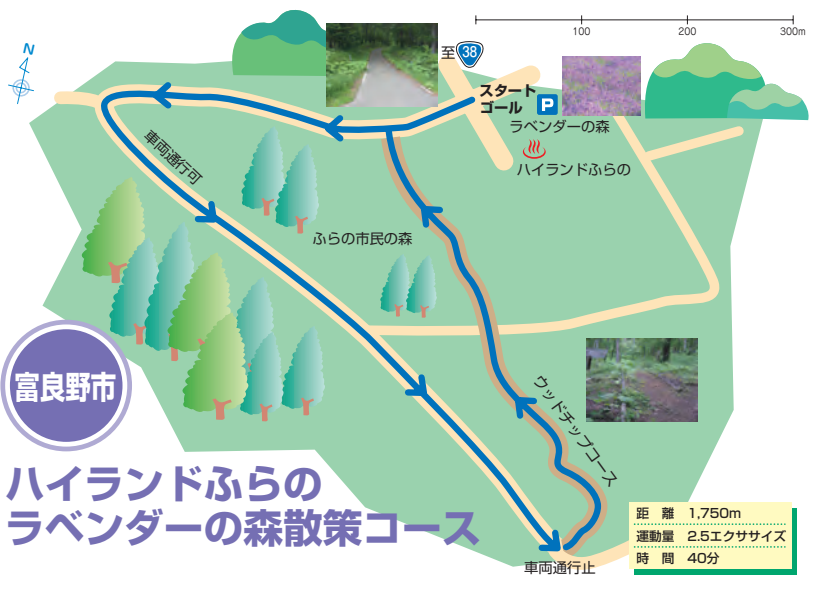 N
100
200
300m
至38
スタート
ゴール
P
ラベンダーの森
ハイランドふらの
車両通行可
ふらの市民の森
ウッドチップコース
富良野市
ハイランドふらの
ラベンダーの森散策コース
距 離 1,750m
運動量 2.5エクササイズ
時 間 40分
車両通行止